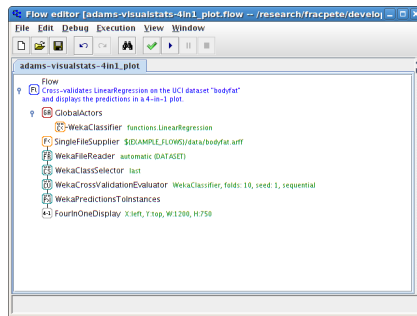 Flow editor [adams-visualstats-4in1_plot.flow -- /research/fracpete/develop
File Edit Debug Execution View Window
adams-visualstats-4in1_plot
Flow
Cross-validates LinearRegression on the UCI dataset "bodyfat"
and displays the predictions in a 4-in-1 plot.
GlobalActors
WekaClassifier functions.LinearRegression
SingleFileSupplier ${EXAMPLE_FLOWS}/data/bodyfat.arff
WekaFileReader automatic (DATASET)
WekaClassSelector last
WekaCrossValidationEvaluator WekaClassifier, folds: 10, seed: 1, sequential
WekaPredictionsToInstances
4-1 FourInOneDisplay X:left, Y:top, W:1200, H:750